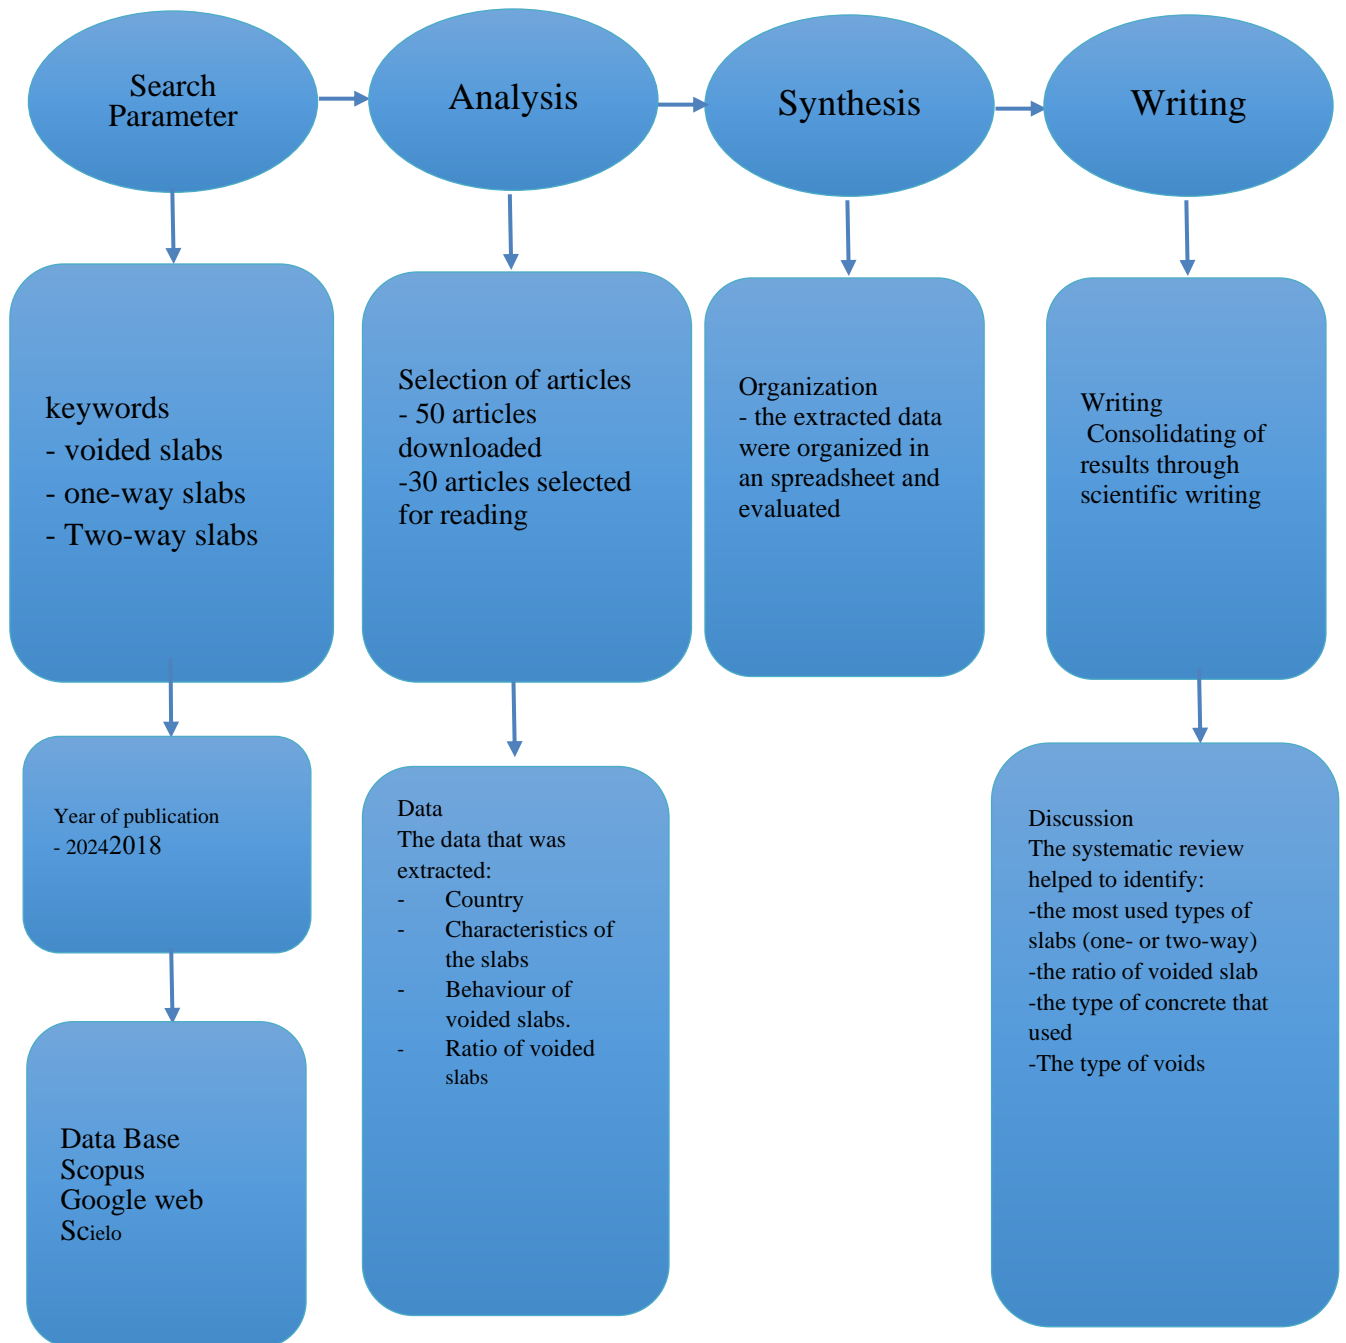 Search
Parameter
Analysis
Synthesis
Writing
keywords
- voided slabs
- one-way slabs
- Two-way slabs
Year of publication
- 20242018
Data Base
Scopus
Google web
Scielo
Selection of articles
- 50 articles
downloaded
-30 articles selected
for reading
Data
The data that was
extracted:
- Country
- Characteristics of
the slabs
- Behaviour of
voided slabs.
- Ratio of voided
slabs
Organization
- the extracted data
were organized in
an spreadsheet and
evaluated
Writing
Consolidating of
results through
scientific writing
Discussion
The systematic review
helped to identify:
-the most used types of
slabs (one- or two-way)
-the ratio of voided slab
-the type of concrete that
used
-The type of voids